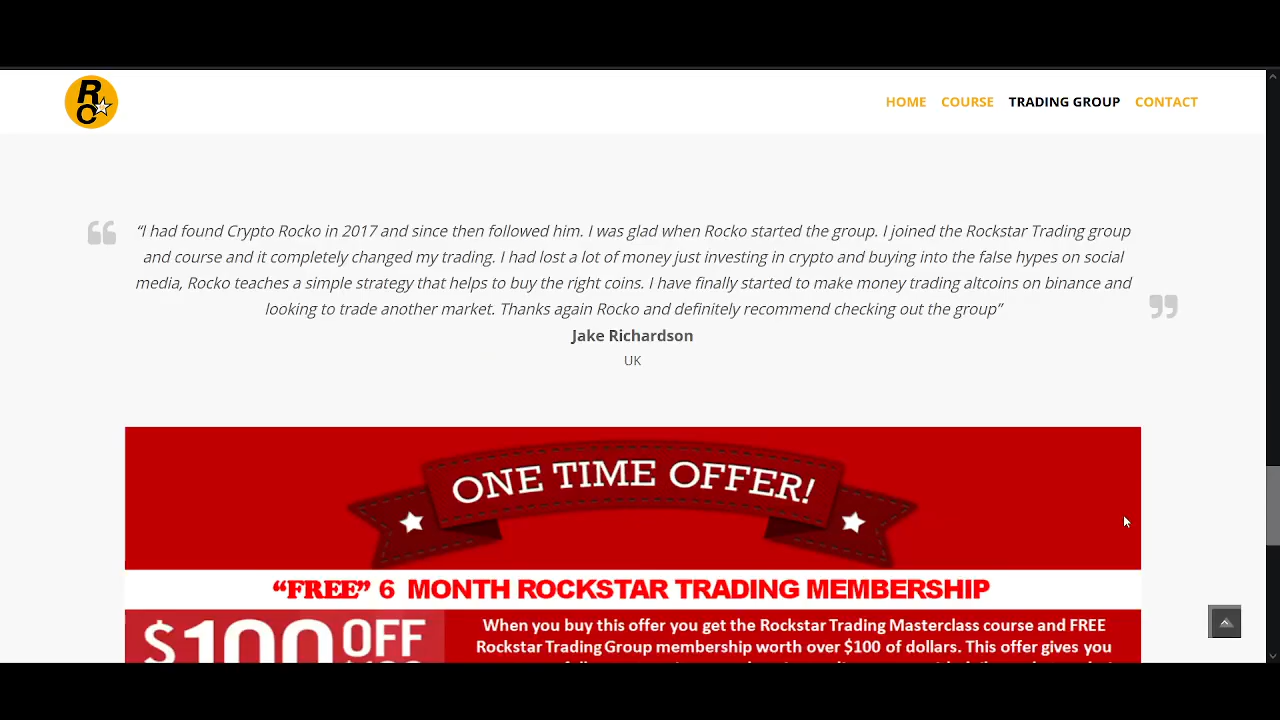 R
C
HOME COURSE TRADING GROUP CONTACT
“I had found Crypto Rocko in 2017 and since then followed him. I was glad when Rocko started the group. I joined the Rockstar Trading group
and course and it completely changed my trading. I had lost a lot of money just investing in crypto and buying into the false hypes on social
media, Rocko teaches a simple strategy that helps to buy the right coins. I have finally started to make money trading altcoins on binance and
looking to trade another market. Thanks again Rocko and definitely recommend checking out the group”
Jake Richardson
UK
ONE TIME OFFER!
“FREE” 6 MONTH ROCKSTAR TRADING MEMBERSHIP
$100 OFF
When you buy this offer you get the Rockstar Trading Masterclass course and FREE
Rockstar Trading Group membership worth over $100 of dollars. This offer gives you